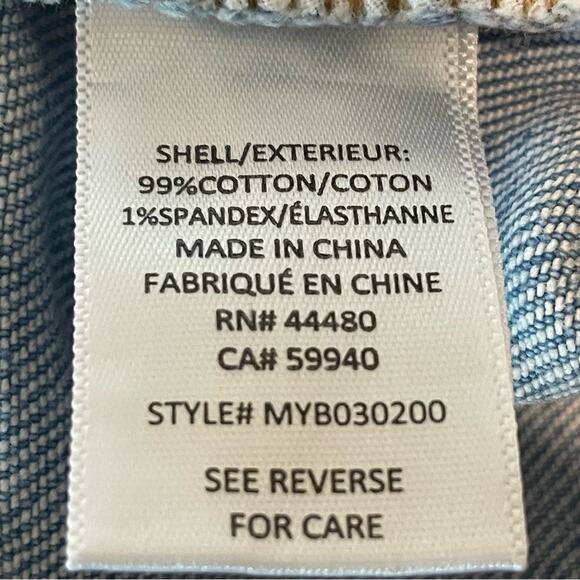 SHELL/EXTERIEUR:
99%COTTON/COTON
1%SPANDEX/ÉLASTHANNE
MADE IN CHINA
FABRIQUÉ EN CHINE
RN# 44480
CA# 59940
STYLE# MYB030200
SEE REVERSE
FOR CARE